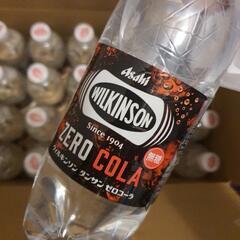 Asahi
WILKINSON
Since 1904
ZERO COLA
無糖
ウィルキンソン タンサン ゼロコーラ